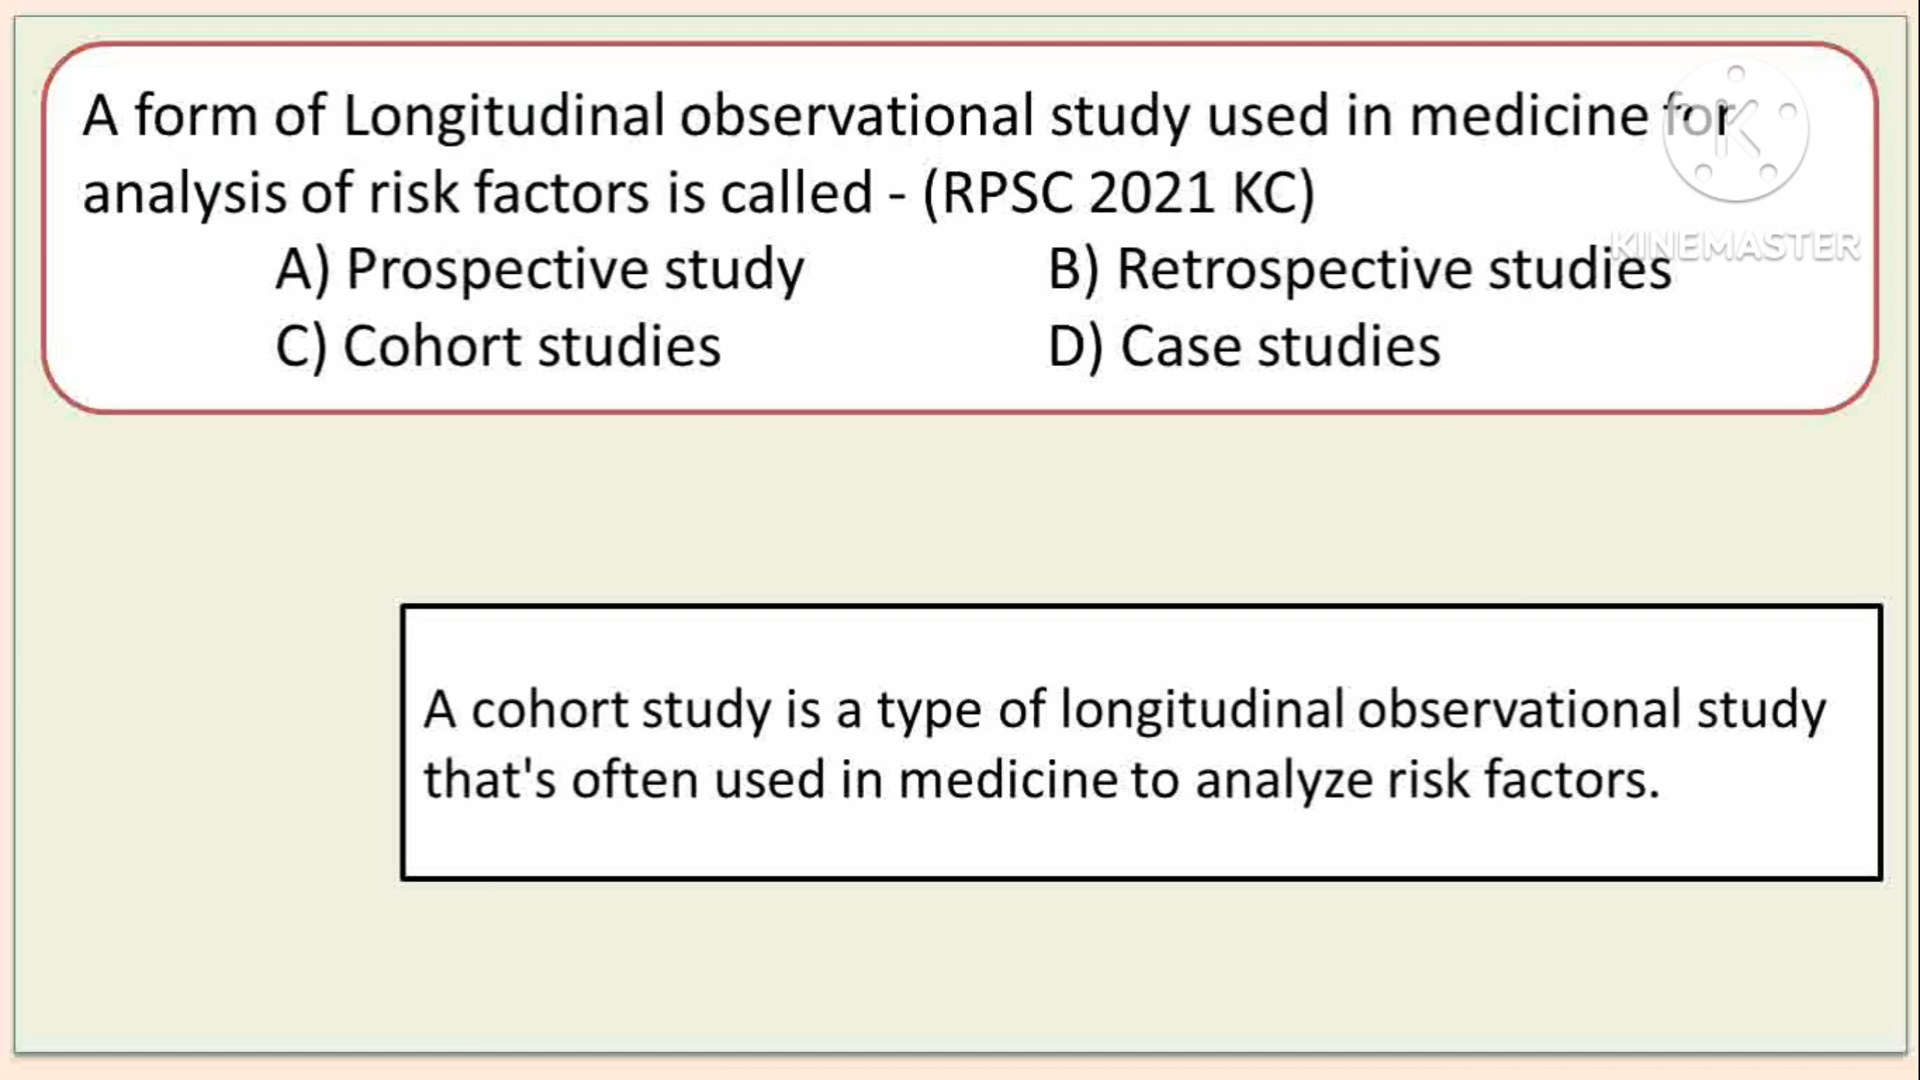 A form of Longitudinal observational study used in medicine for
analysis of risk factors is called - (RPSC 2021 KC)
A) Prospective study B) Retrospective studies
C) Cohort studies D) Case studies
KINEMASTER
A cohort study is a type of longitudinal observational study
that's often used in medicine to analyze risk factors.